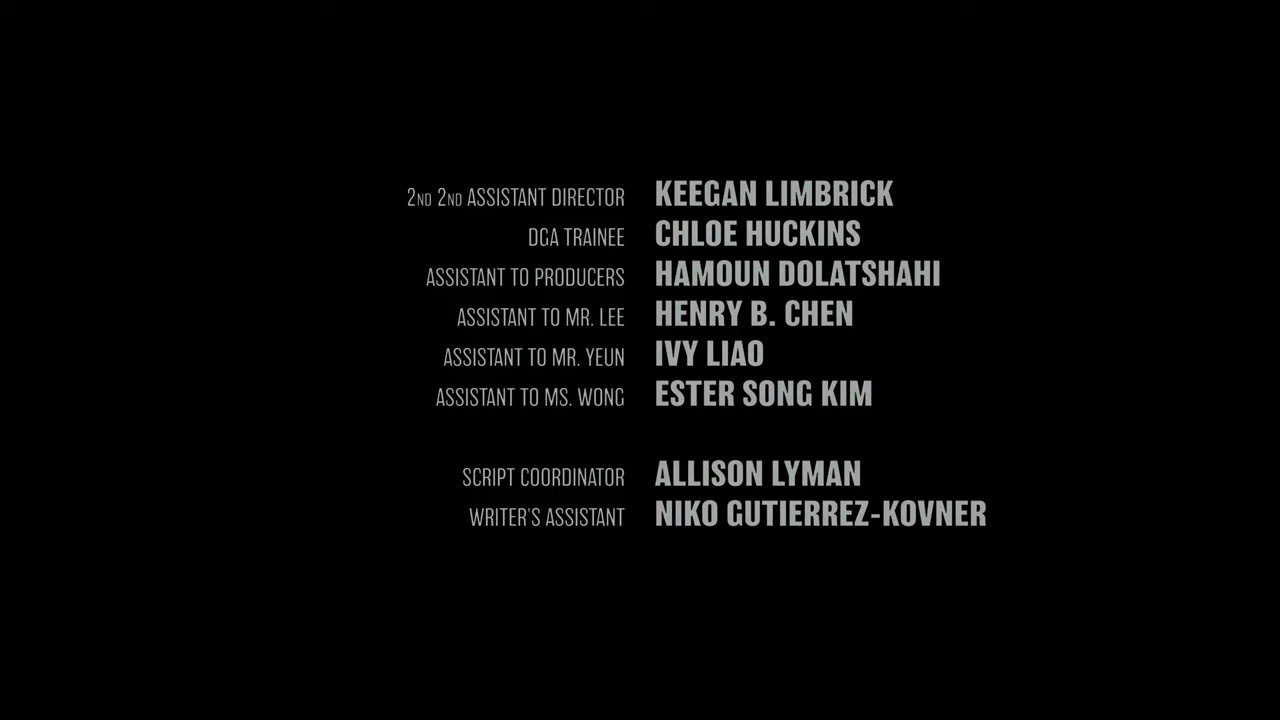 2ND 2ND ASSISTANT DIRECTOR KEEGAN LIMBRICK
DGA TRAINEE CHLOE HUCKINS
ASSISTANT TO PRODUCERS HAMOUN DOLATSHAHI
ASSISTANT TO MR. LEE HENRY B. CHEN
ASSISTANT TO MR. YEUN IVY LIAO
ASSISTANT TO MS. WONG ESTER SONG KIM
SCRIPT COORDINATOR ALLISON LYMAN
WRITER'S ASSISTANT NIKO GUTIERREZ-KOVNER